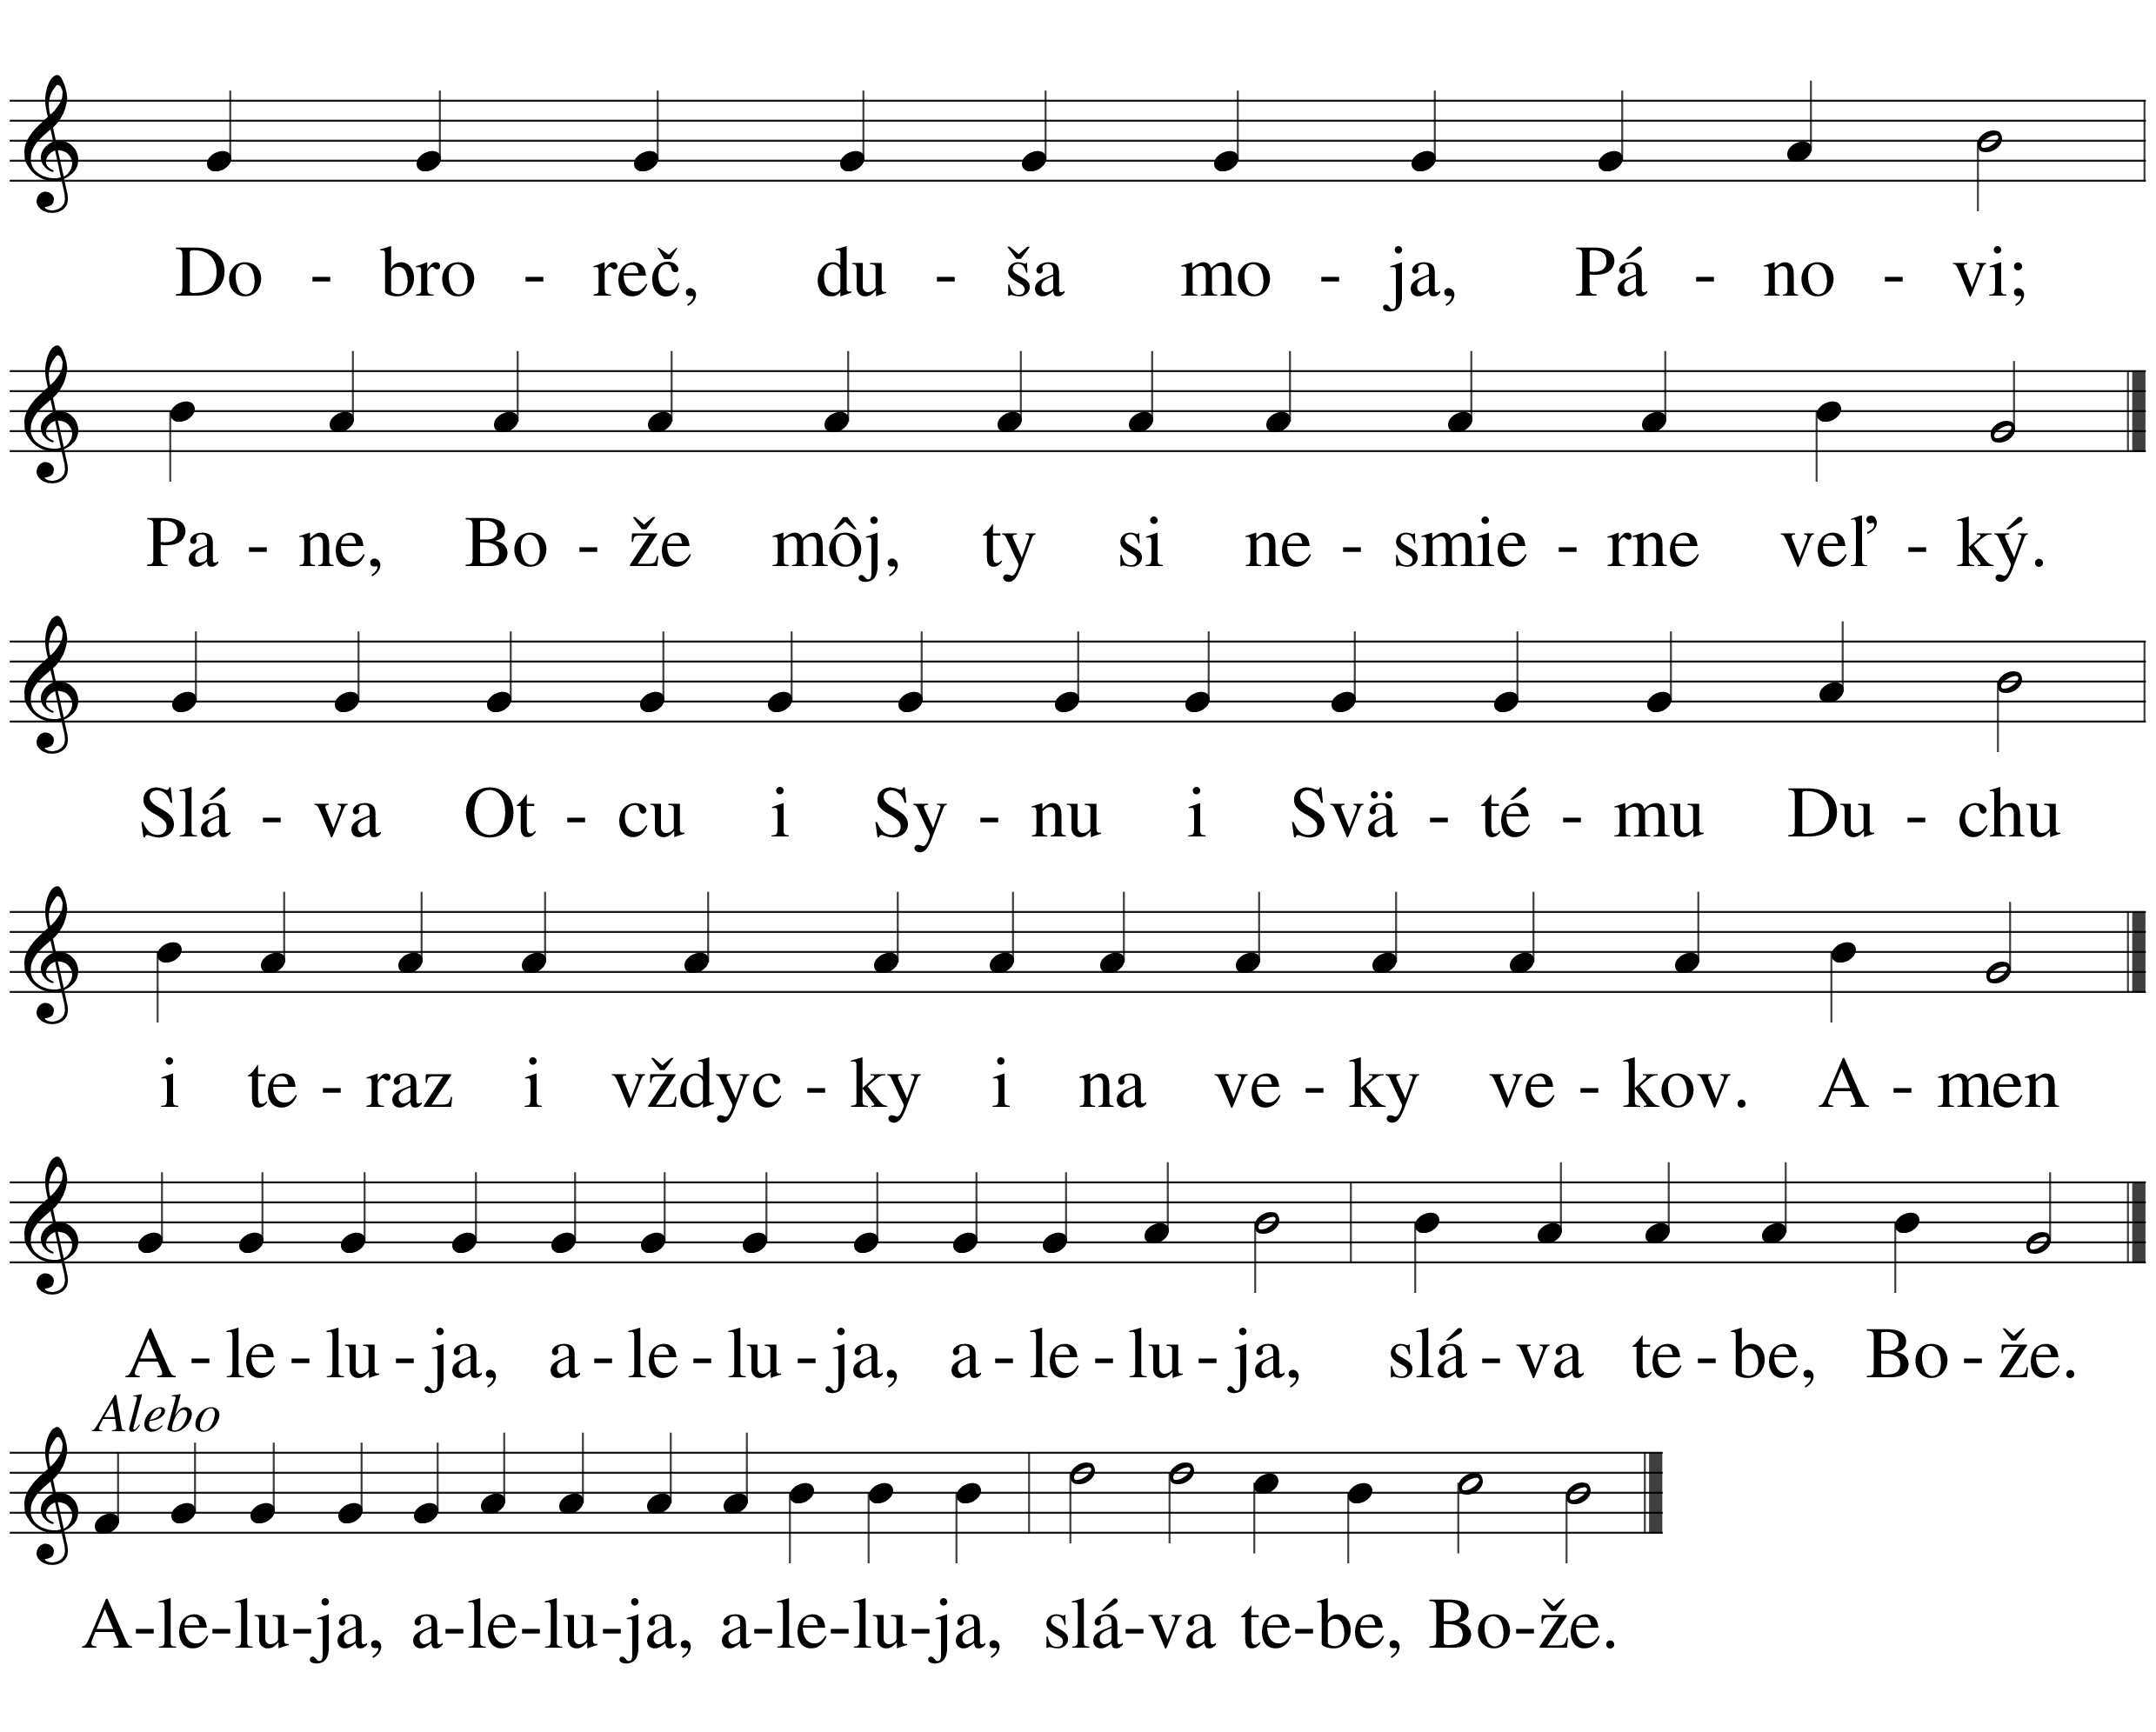 Do - bro - reč, du - ša mo - ja, Pá - no - vi;
Pa - ne, Bo - že môj, ty si ne - smie - rne veľ - ký.
Slá - va Ot - cu i Sy - nu i Svä - té - mu Du - chu
i te - raz i vždyc - ky i na ve - ky ve - kov. A - men
A - le - lu - ja, a - le - lu - ja, a - le - lu - ja, slá - va te - be, Bo - že.
Alebo
A-le-lu-ja, a-le-lu-ja, a-le-lu-ja, slá-va te-be, Bo-že.